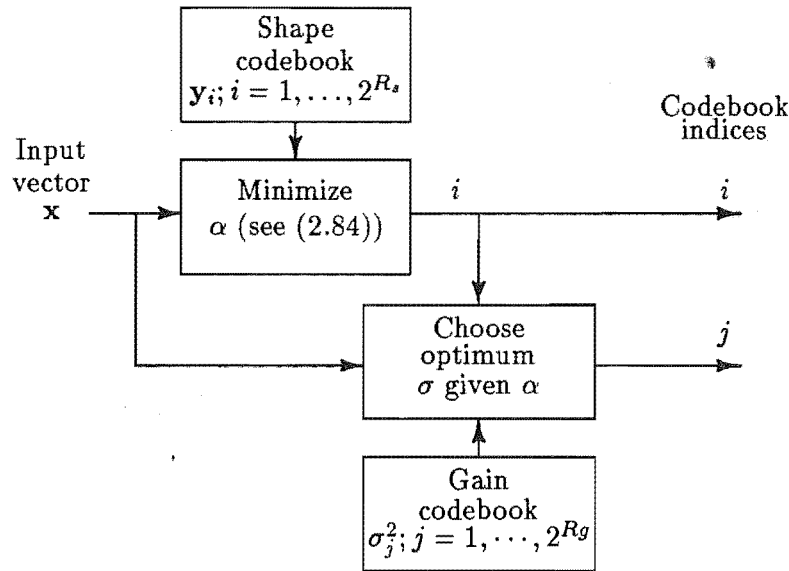 Shape
codebook
y_i; i = 1, ..., 2^{R_s}
Codebook
indices
Input
vector
x
Minimize
α (see (2.84))
i
i
Choose
optimum
σ given α
j
Gain
codebook
σ_j^2; j = 1, ···, 2^{Rg}